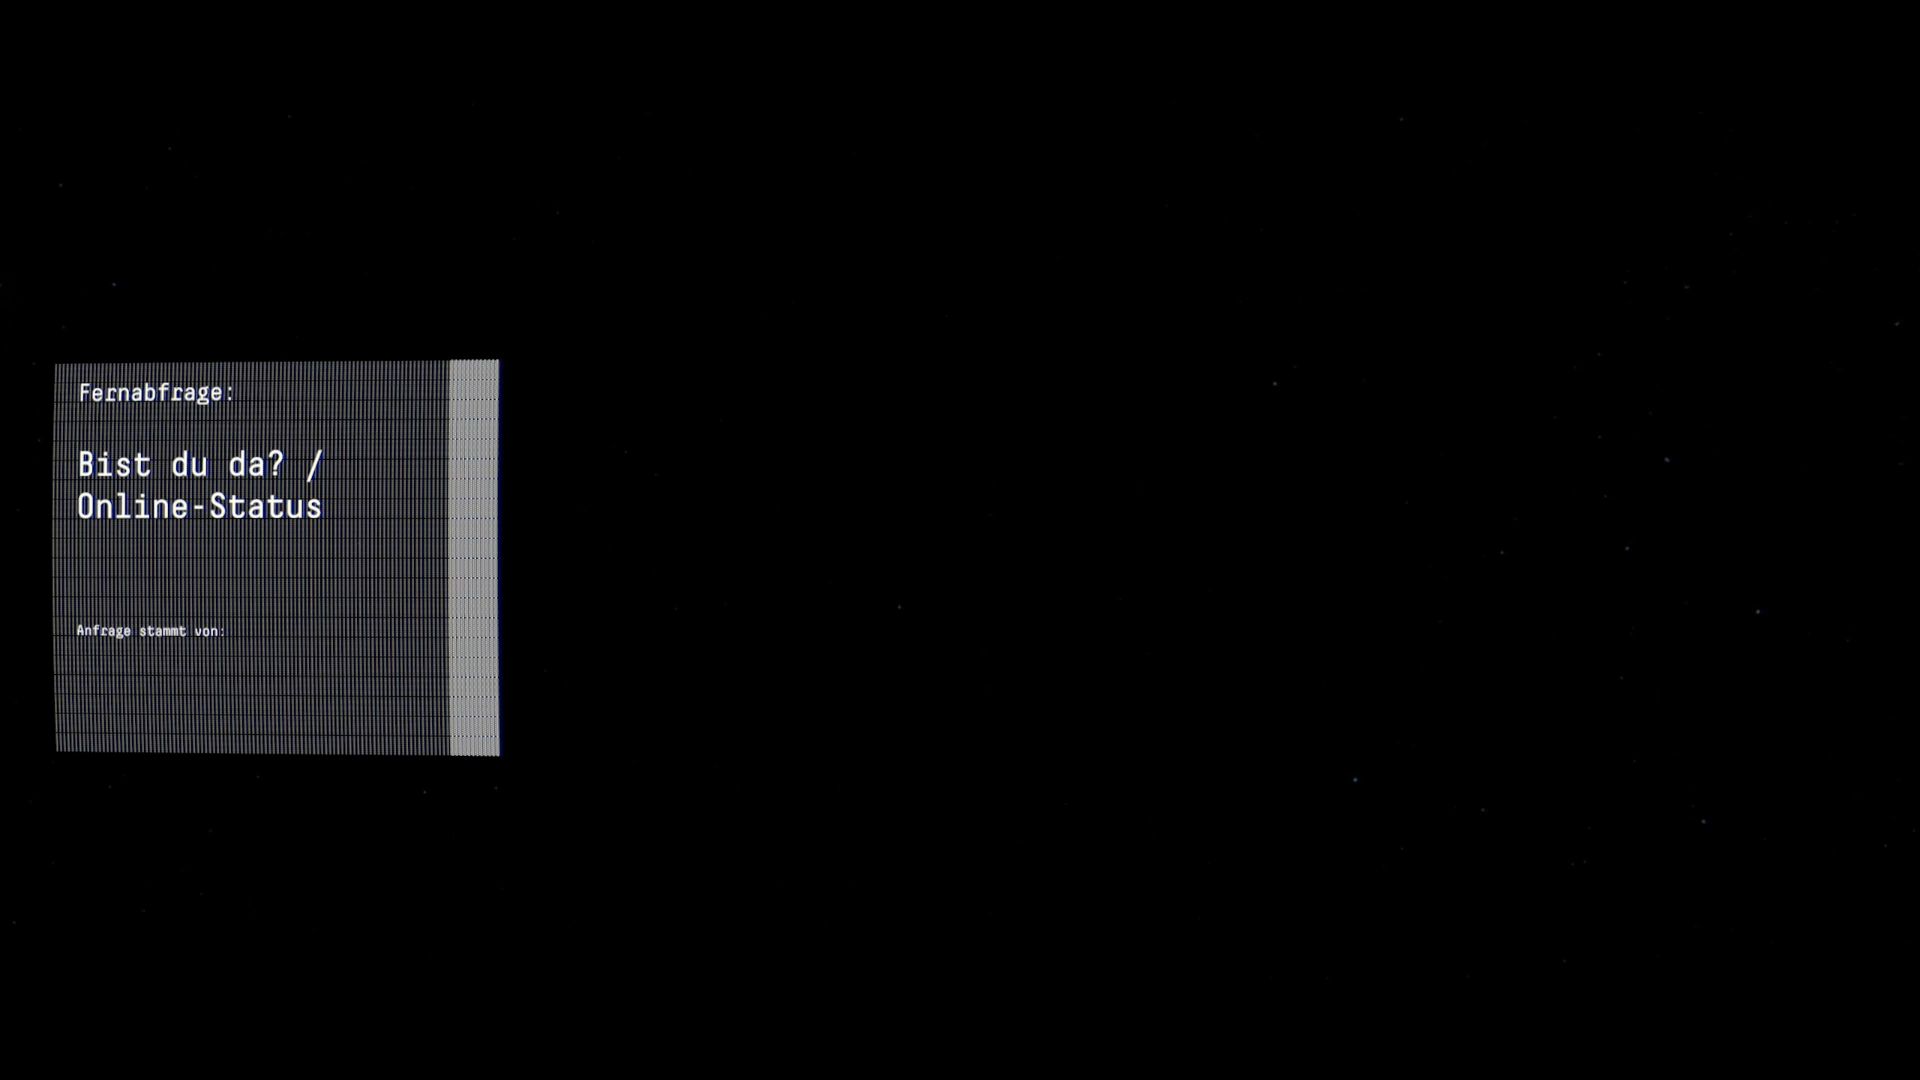 Fernabfrage:
Bist du da? /
Online-Status
Anfrage stammt von: